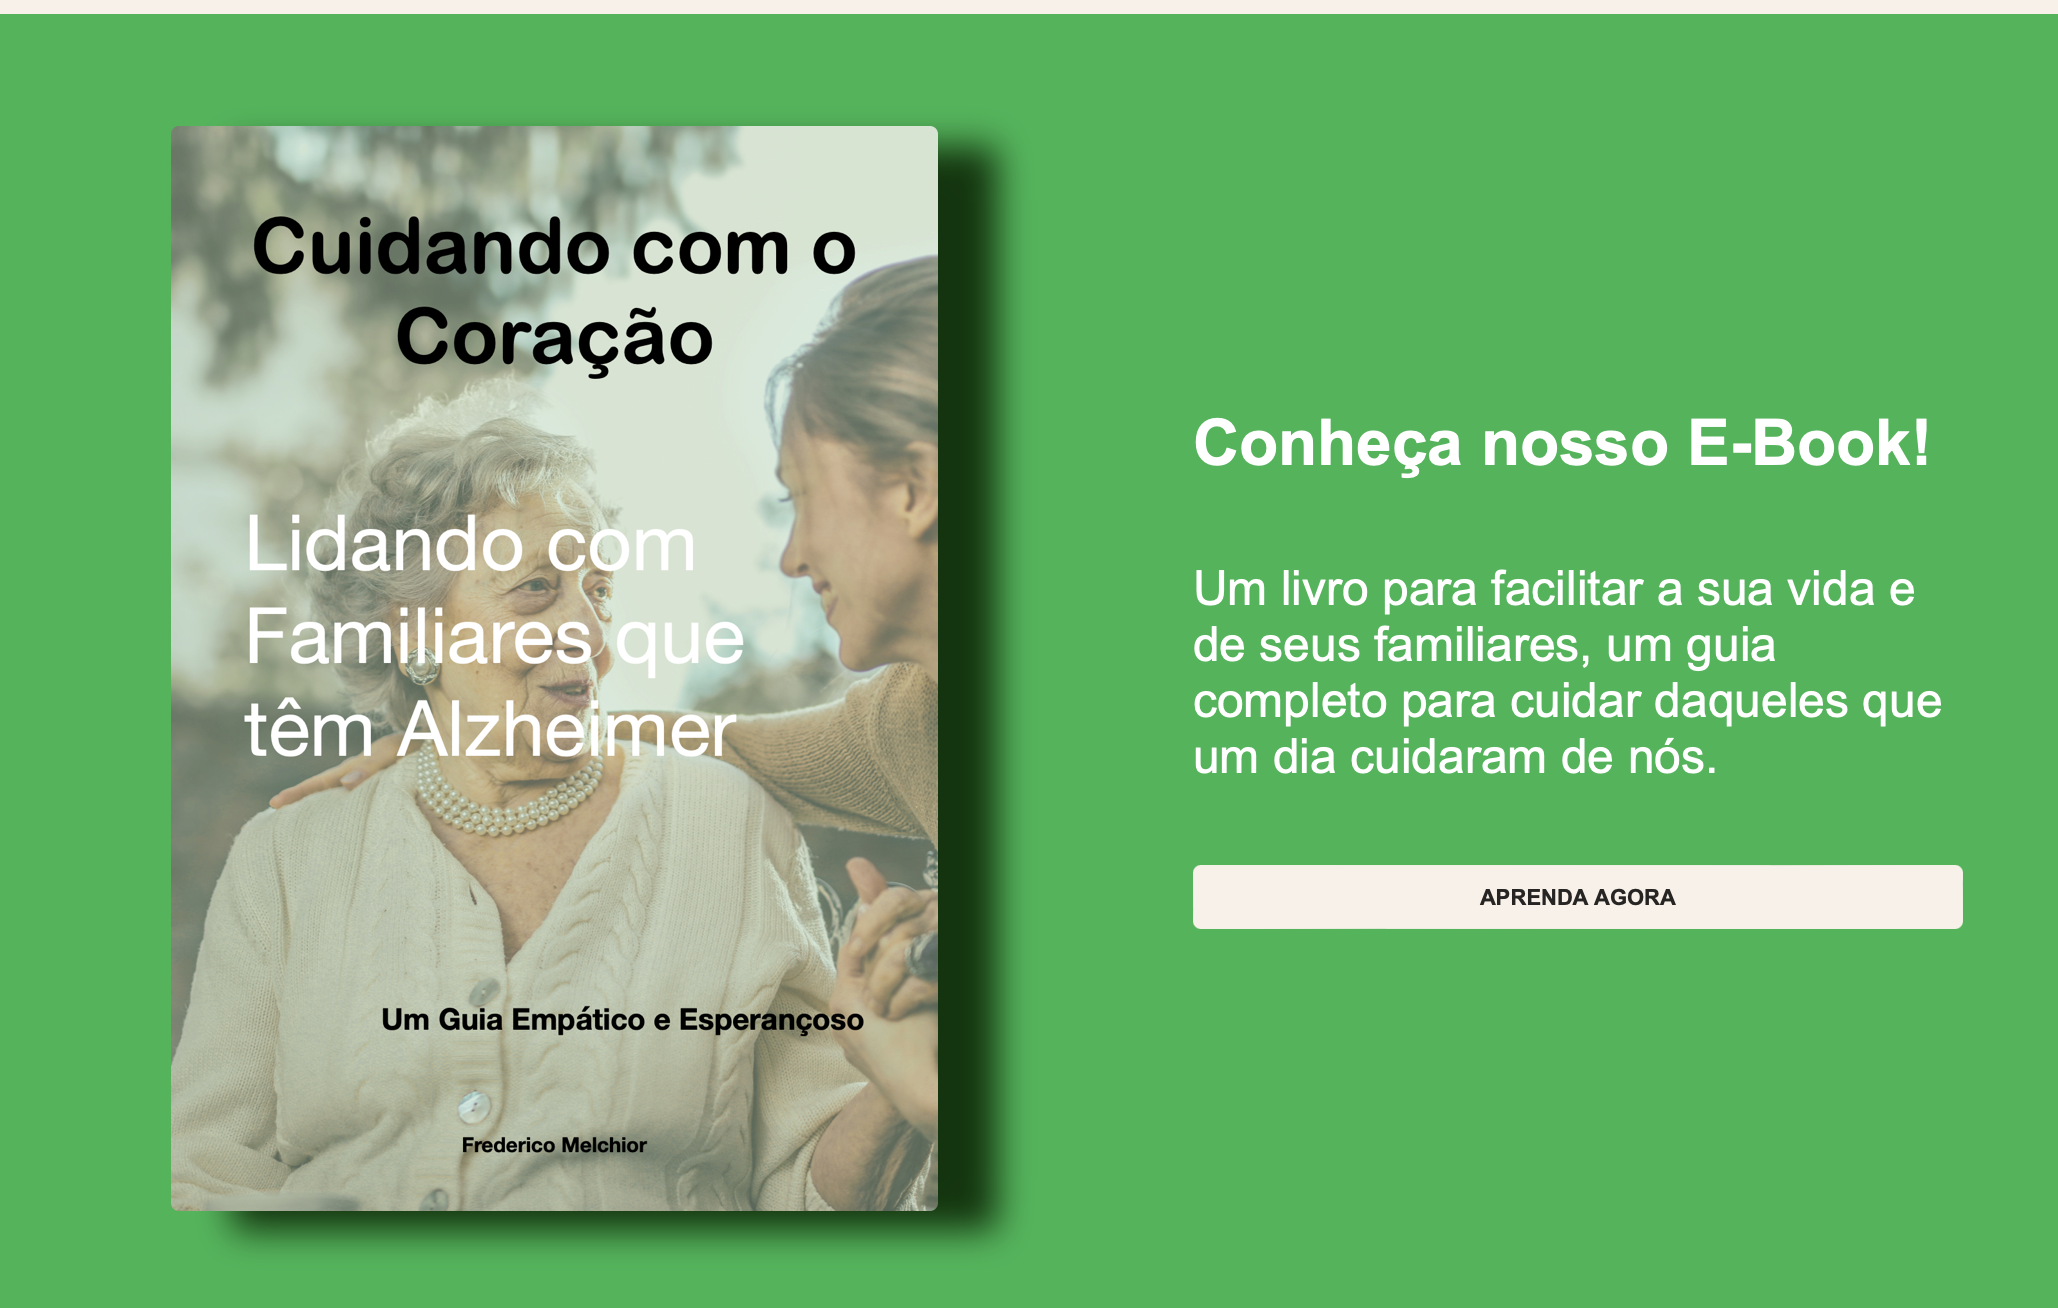 Cuidando com o
Coração
Lidando com
Familiares que
têm Alzheimer
Um Guia Empático e Esperançoso
Frederico Melchior
Conheça nosso E-Book!
Um livro para facilitar a sua vida e
de seus familiares, um guia
completo para cuidar daqueles que
um dia cuidaram de nós.
APRENDA AGORA